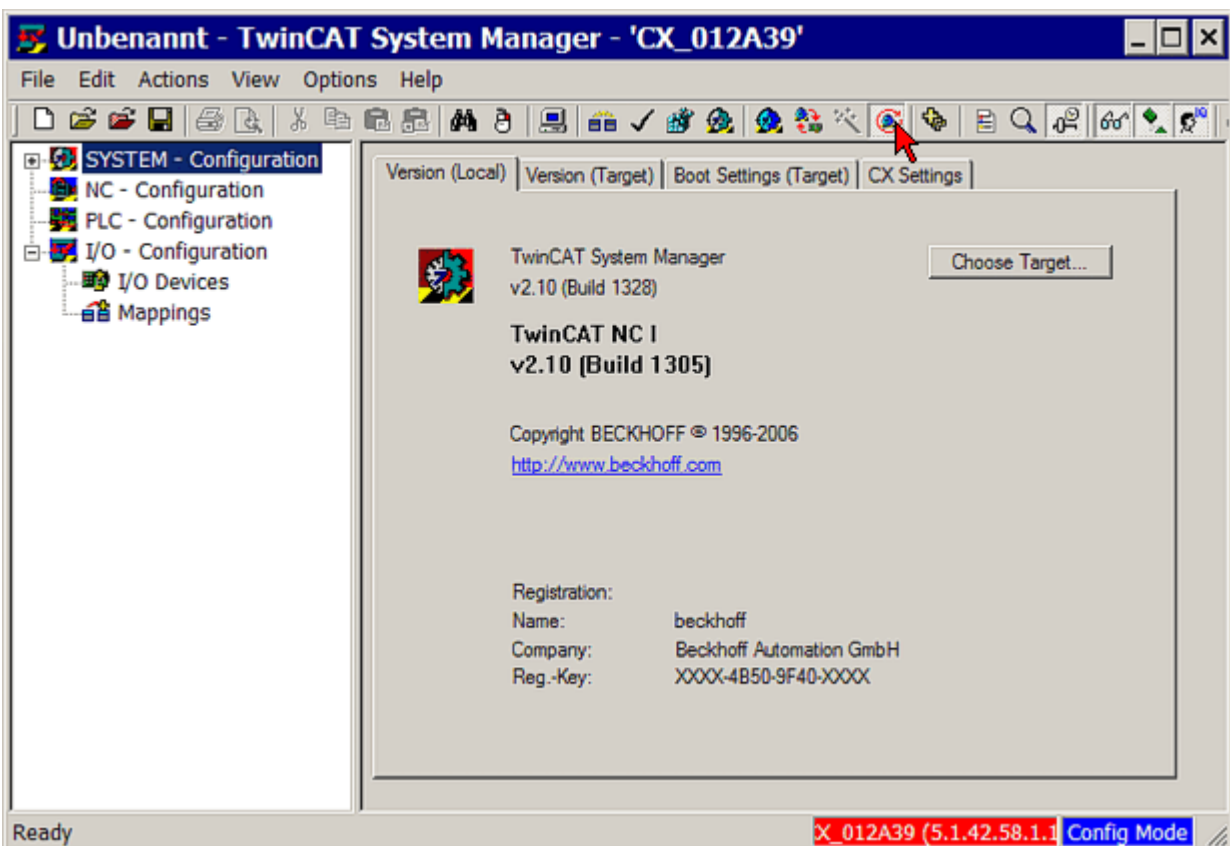 Unbenannt - TwinCAT System Manager - 'CX_012A39'
File Edit Actions View Options Help
SYSTEM - Configuration
NC - Configuration
PLC - Configuration
I/O - Configuration
I/O Devices
Mappings
Version (Local) Version (Target) Boot Settings (Target) CX Settings
TwinCAT System Manager
v2.10 (Build 1328)
Choose Target...
TwinCAT NC I
v2.10 (Build 1305)
Copyright BECKHOFF © 1996-2006
http://www.beckhoff.com
Registration:
Name: beckhoff
Company: Beckhoff Automation GmbH
Reg.-Key: XXXX-4B50-9F40-XXXX
Ready X_012A39 (5.1.42.58.1.1 Config Mode